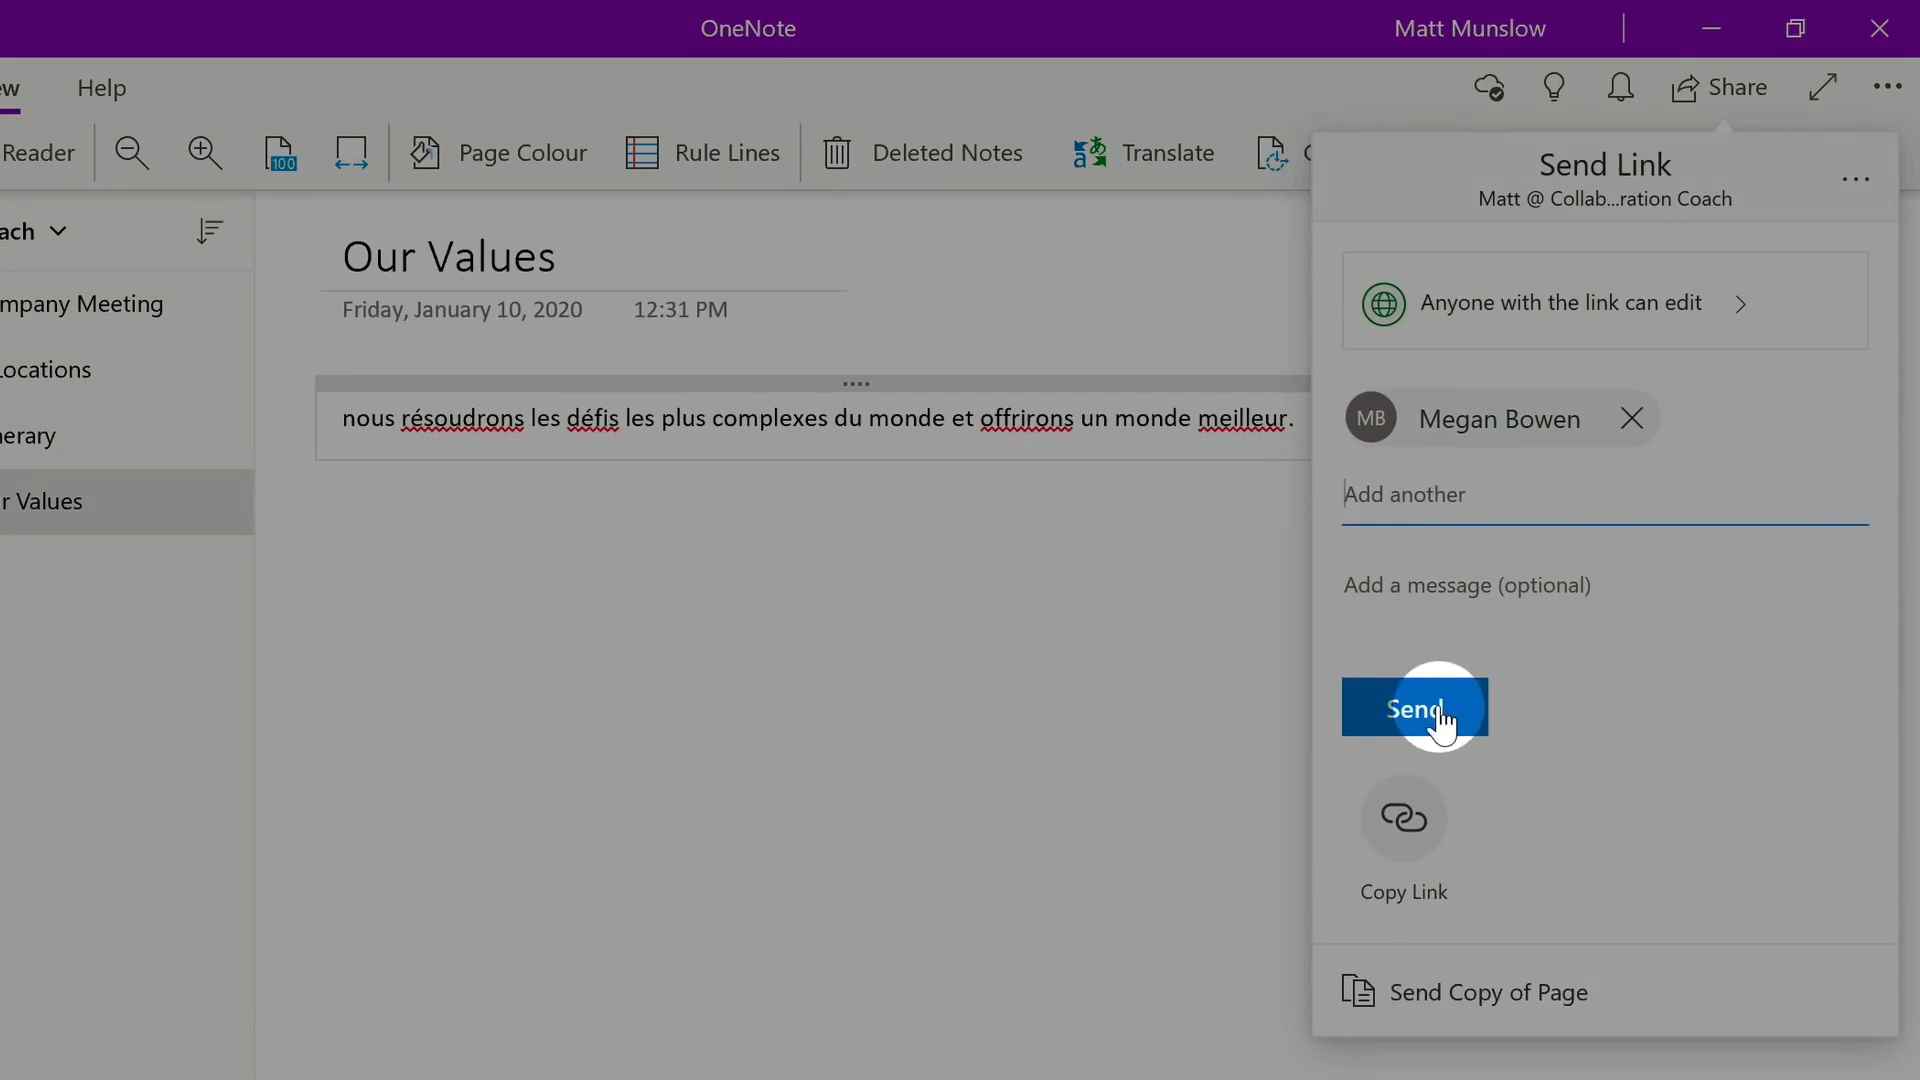 OneNote
Matt Munslow
ew
Help
Share
Reader
100
Page Colour
Rule Lines
Deleted Notes
Translate
Send Link
Matt @ Collab...ration Coach
ach
Our Values
Friday, January 10, 2020 12:31 PM
mpany Meeting
Locations
nerary
r Values
nous résoudrons les défis les plus complexes du monde et offrirons un monde meilleur.
Anyone with the link can edit
MB Megan Bowen
Add another
Add a message (optional)
Send
Copy Link
Send Copy of Page